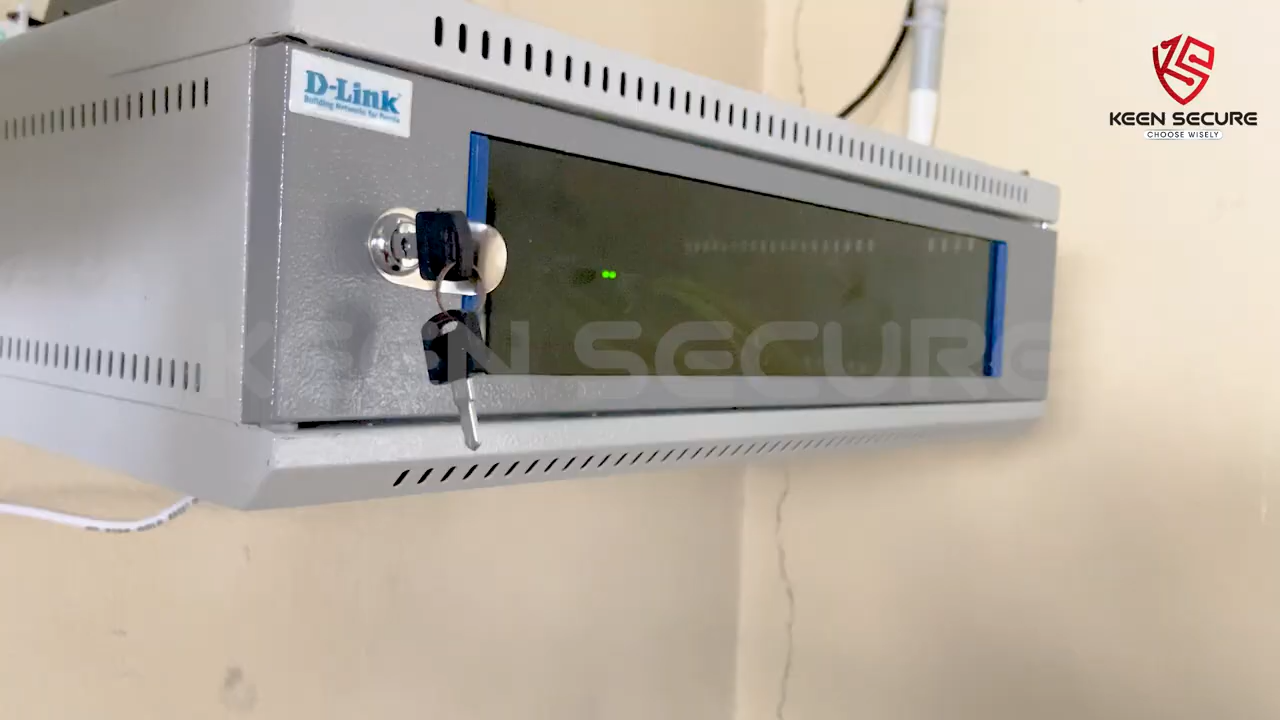 D-Link
Building Networks for People
KEEN SECURE
CHOOSE WISELY
KEEN SECURE